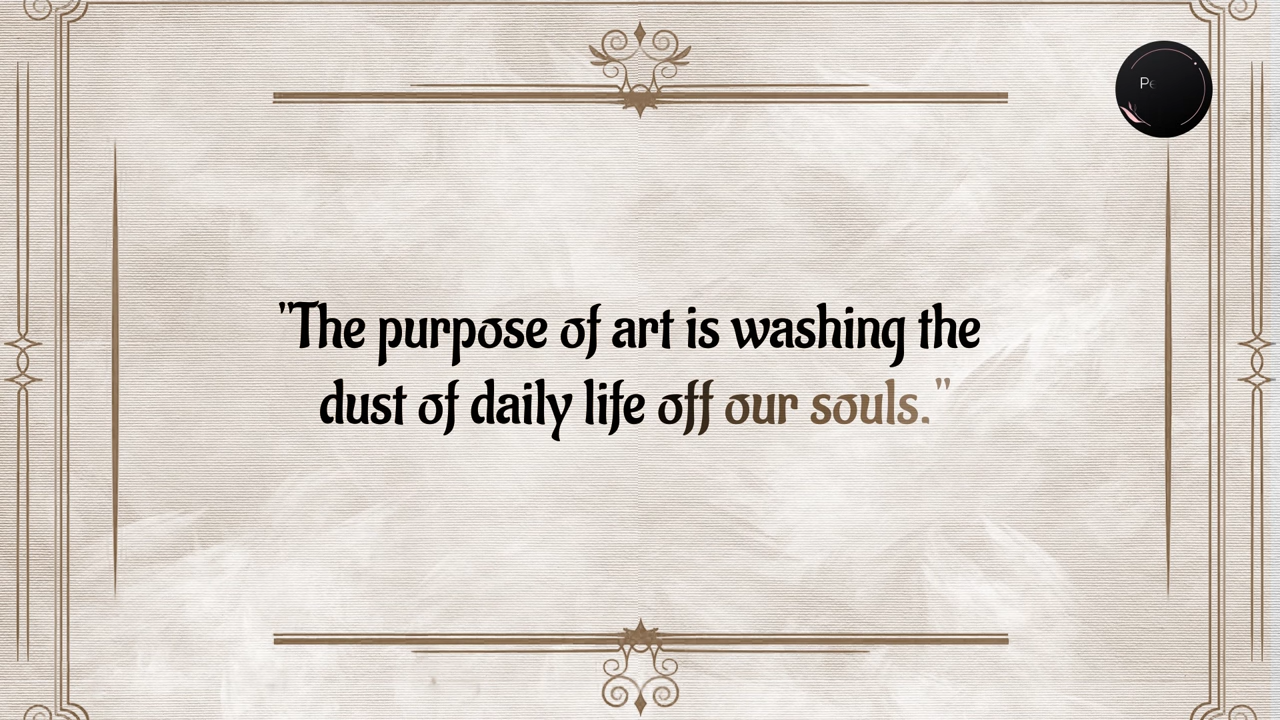 "The purpose of art is washing the
dust of daily life off our souls."